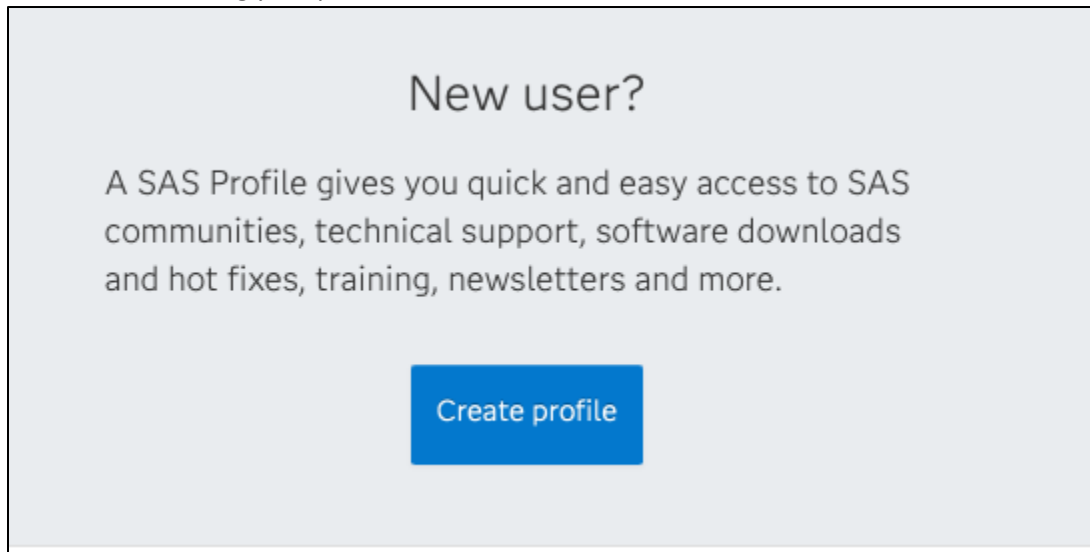 New user?
A SAS Profile gives you quick and easy access to SAS
communities, technical support, software downloads
and hot fixes, training, newsletters and more.
Create profile